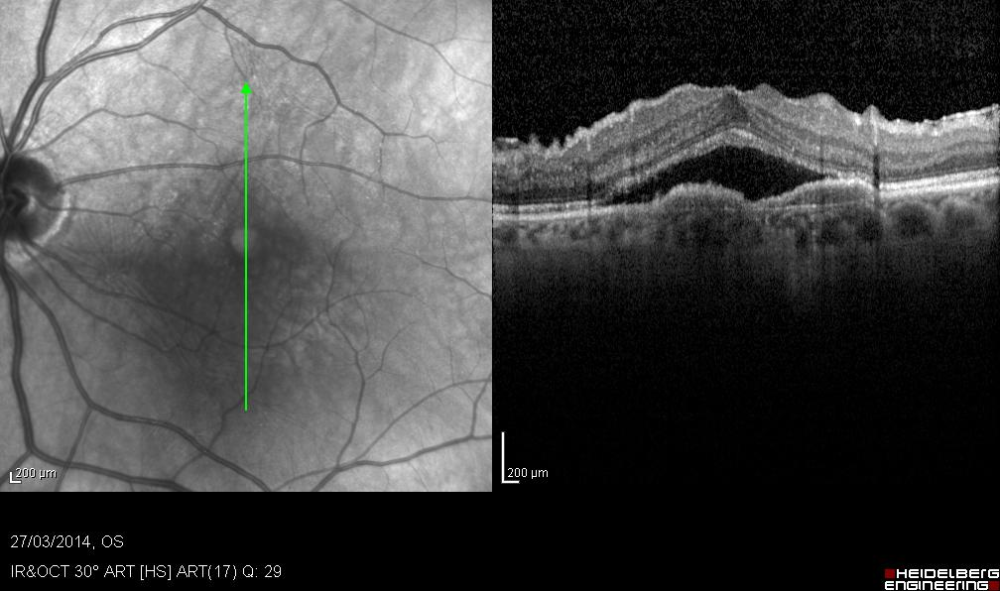 200 µm
200 µm
27/03/2014, OS
IR&OCT 30° ART [HS] ART(17) Q: 29
HEIDELBERG
ENGINEERING